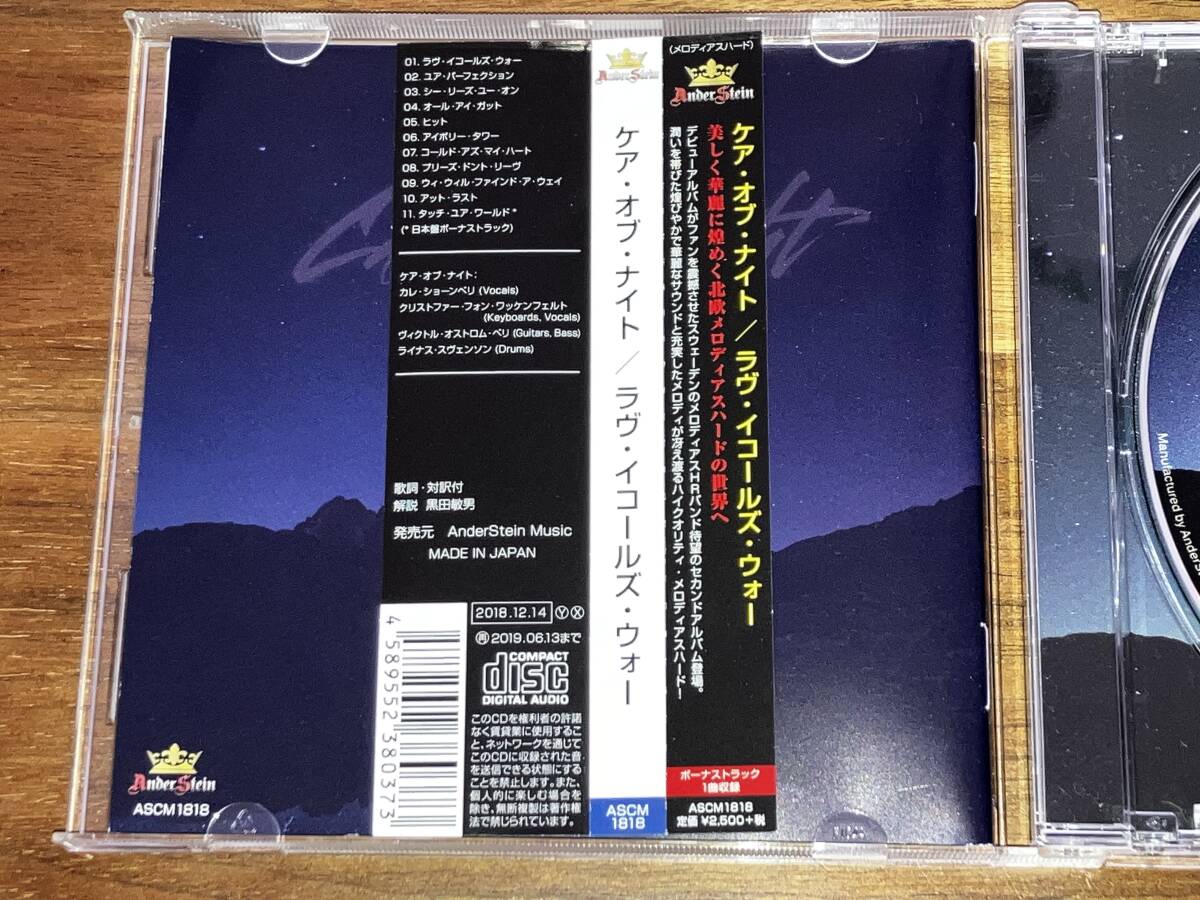 01. ラヴ・イコールズ・ウォー
02. ユア・パーフェクション
03. シー・リーズ・ユー・オン
04. オール・アイ・ガット
05. ヒット
06. アイボリー・タワー
07. コールド・アズ・マイ・ハート
08. プリーズ・ドント・リーヴ
09. ウィ・ウィル・ファインド・ア・ウェイ
10. アット・ラスト
11. タッチ・ユア・ワールド*
(* 日本盤ボーナストラック)
ケア・オブ・ナイト:
カレ・ショーンベリ (Vocals)
クリストファー・フォン・ワッケンフェルト
(Keyboards, Vocals)
ヴィクトル・オストロム・ベリ (Guitars, Bass)
ライナス・スヴェンソン (Drums)
歌詞・対訳付
解説 黒田敏男
発売元 AnderStein Music
MADE IN JAPAN
2018.12.14 Ⓨ Ⓧ
㊢2019.06.13まで
COMPACT
disc
DIGITAL AUDIO
4 589552 380373
このCDを権利者の許諾
なく賃貸業に使用するこ
と、ネットワークを通じて
このCDに収録された音
を送信できる状態にする
ことを禁止します。また、
個人的に楽しむ場合を
除き、無断複製は著作権
法で禁じられています。
AnderStein
ケア・オブ・ナイト / ラヴ・イコールズ・ウォー
ASCM
1818
(メロディアスハード)
AnderStein
ケア・オブ・ナイト / ラヴ・イコールズ・ウォー
美しく華麗に煌めく北欧メロディアスハードの世界へ
デビューアルバムがファンを震撼させたスウェーデンのメロディアスHRバンド待望のセカンドアルバム登場。
潤いを帯びた煌びやかで華麗なサウンドと充実したメロディが冴え渡るハイクオリティ・メロディアスハード!
ボーナストラック
1曲収録
ASCM1818
定価 ¥2,500+税
AnderStein
ASCM1818
Manufactured by Ander